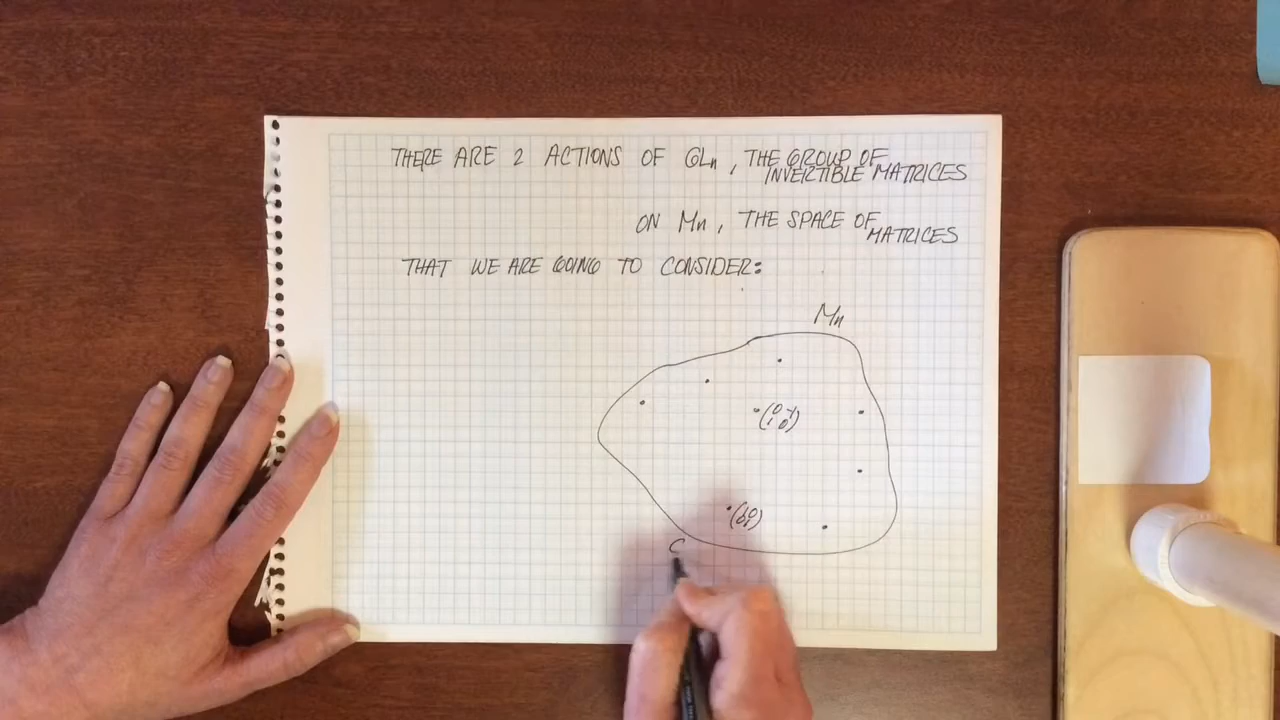 THERE ARE 2 ACTIONS OF GLn, THE GROUP OF
INVERTIBLE MATRICES
ON Mn, THE SPACE OF
MATRICES
THAT WE ARE GOING TO CONSIDER:
Mn
C